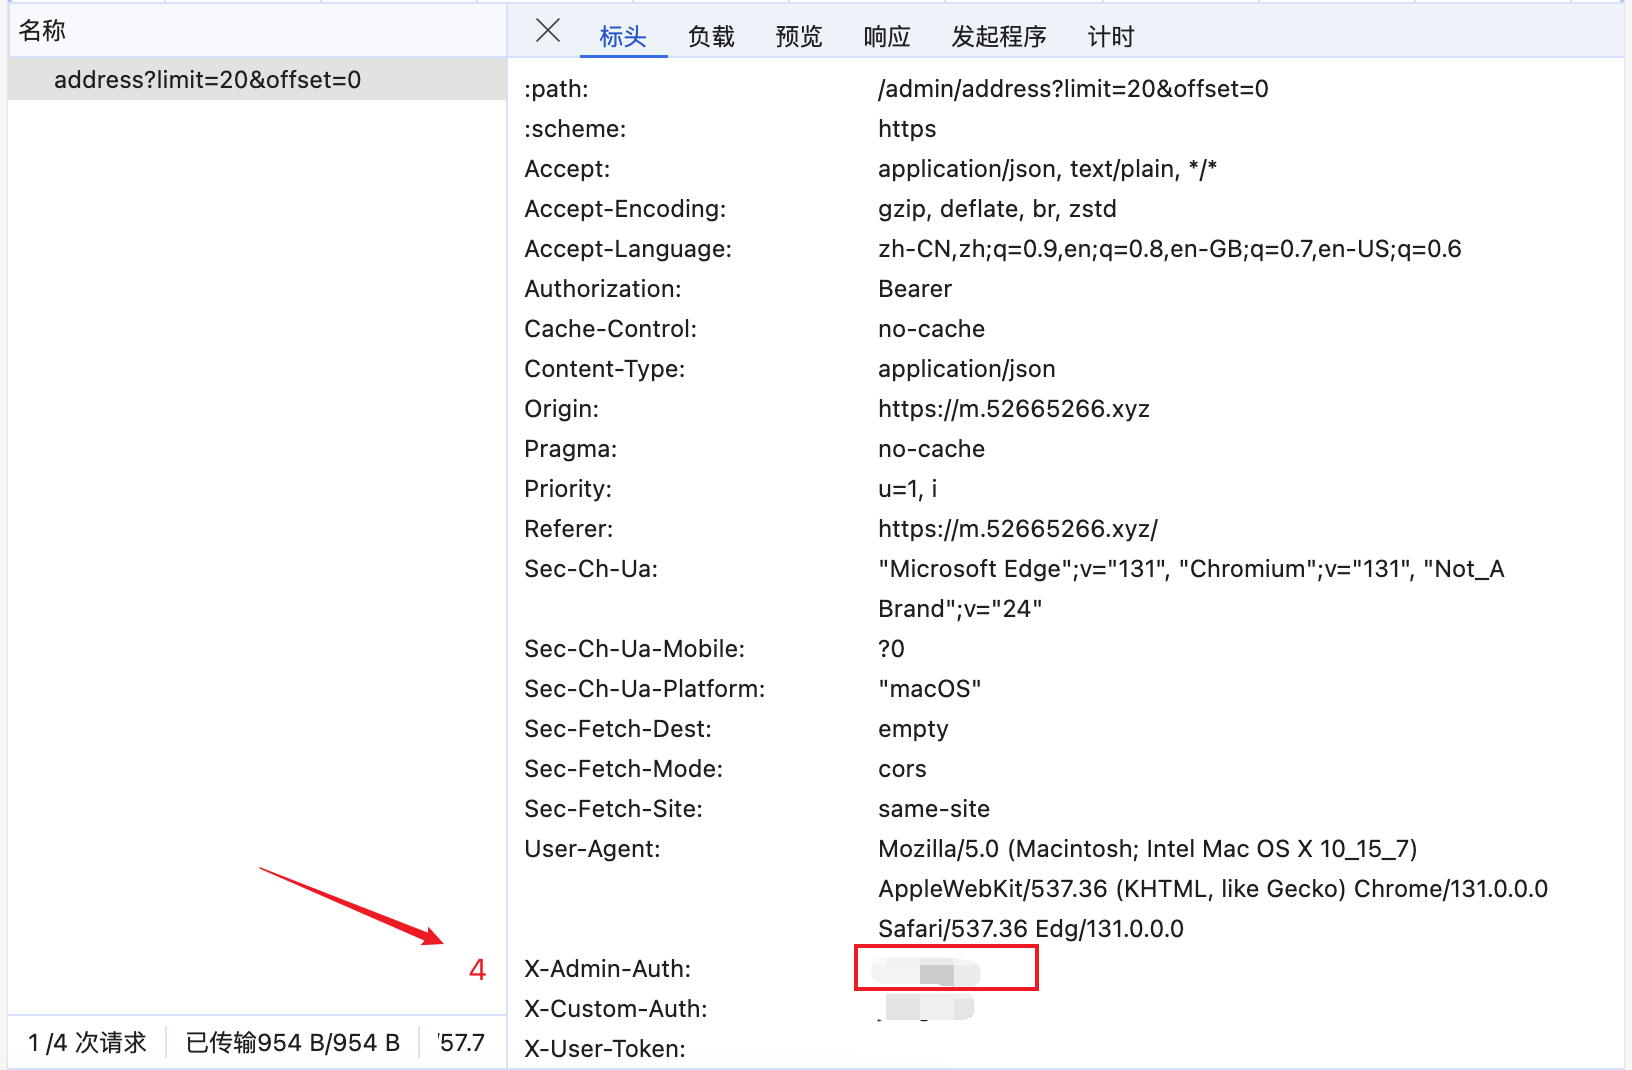 名称
address?limit=20&offset=0
标头 负载 预览 响应 发起程序 计时
:path: /admin/address?limit=20&offset=0
:scheme: https
Accept: application/json, text/plain, */*
Accept-Encoding: gzip, deflate, br, zstd
Accept-Language: zh-CN,zh;q=0.9,en;q=0.8,en-GB;q=0.7,en-US;q=0.6
Authorization: Bearer
Cache-Control: no-cache
Content-Type: application/json
Origin: https://m.52665266.xyz
Pragma: no-cache
Priority: u=1, i
Referer: https://m.52665266.xyz/
Sec-Ch-Ua: "Microsoft Edge";v="131", "Chromium";v="131", "Not_A
Brand";v="24"
Sec-Ch-Ua-Mobile: ?0
Sec-Ch-Ua-Platform: "macOS"
Sec-Fetch-Dest: empty
Sec-Fetch-Mode: cors
Sec-Fetch-Site: same-site
User-Agent: Mozilla/5.0 (Macintosh; Intel Mac OS X 10_15_7)
AppleWebKit/537.36 (KHTML, like Gecko) Chrome/131.0.0.0
Safari/537.36 Edg/131.0.0.0
4
X-Admin-Auth:
X-Custom-Auth:
X-User-Token:
1 /4 次请求 已传输954 B/954 B 57.7